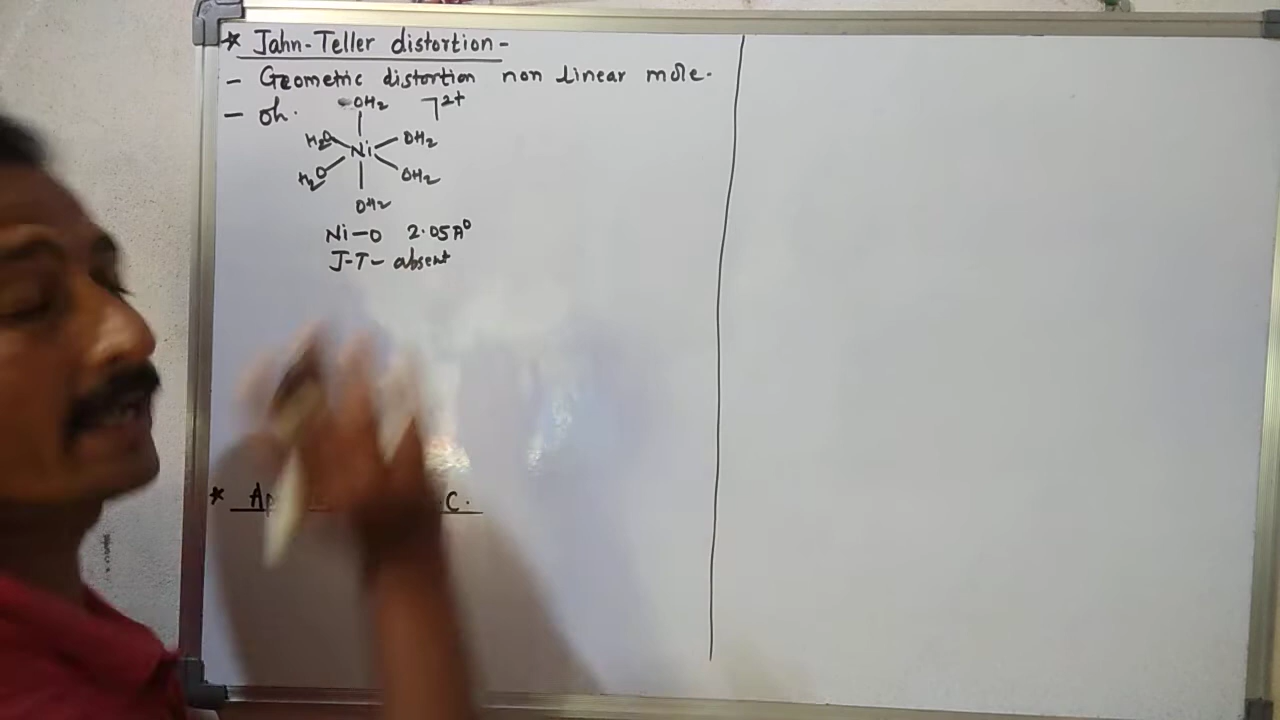 * Jahn-Teller distortion -
- Geometric distortion non linear mole.
- oh.
OH2 ⌉2+
H2O OH2
Ni
H2O OH2
OH2
Ni-O 2.05A⁰
J-T- absent
*